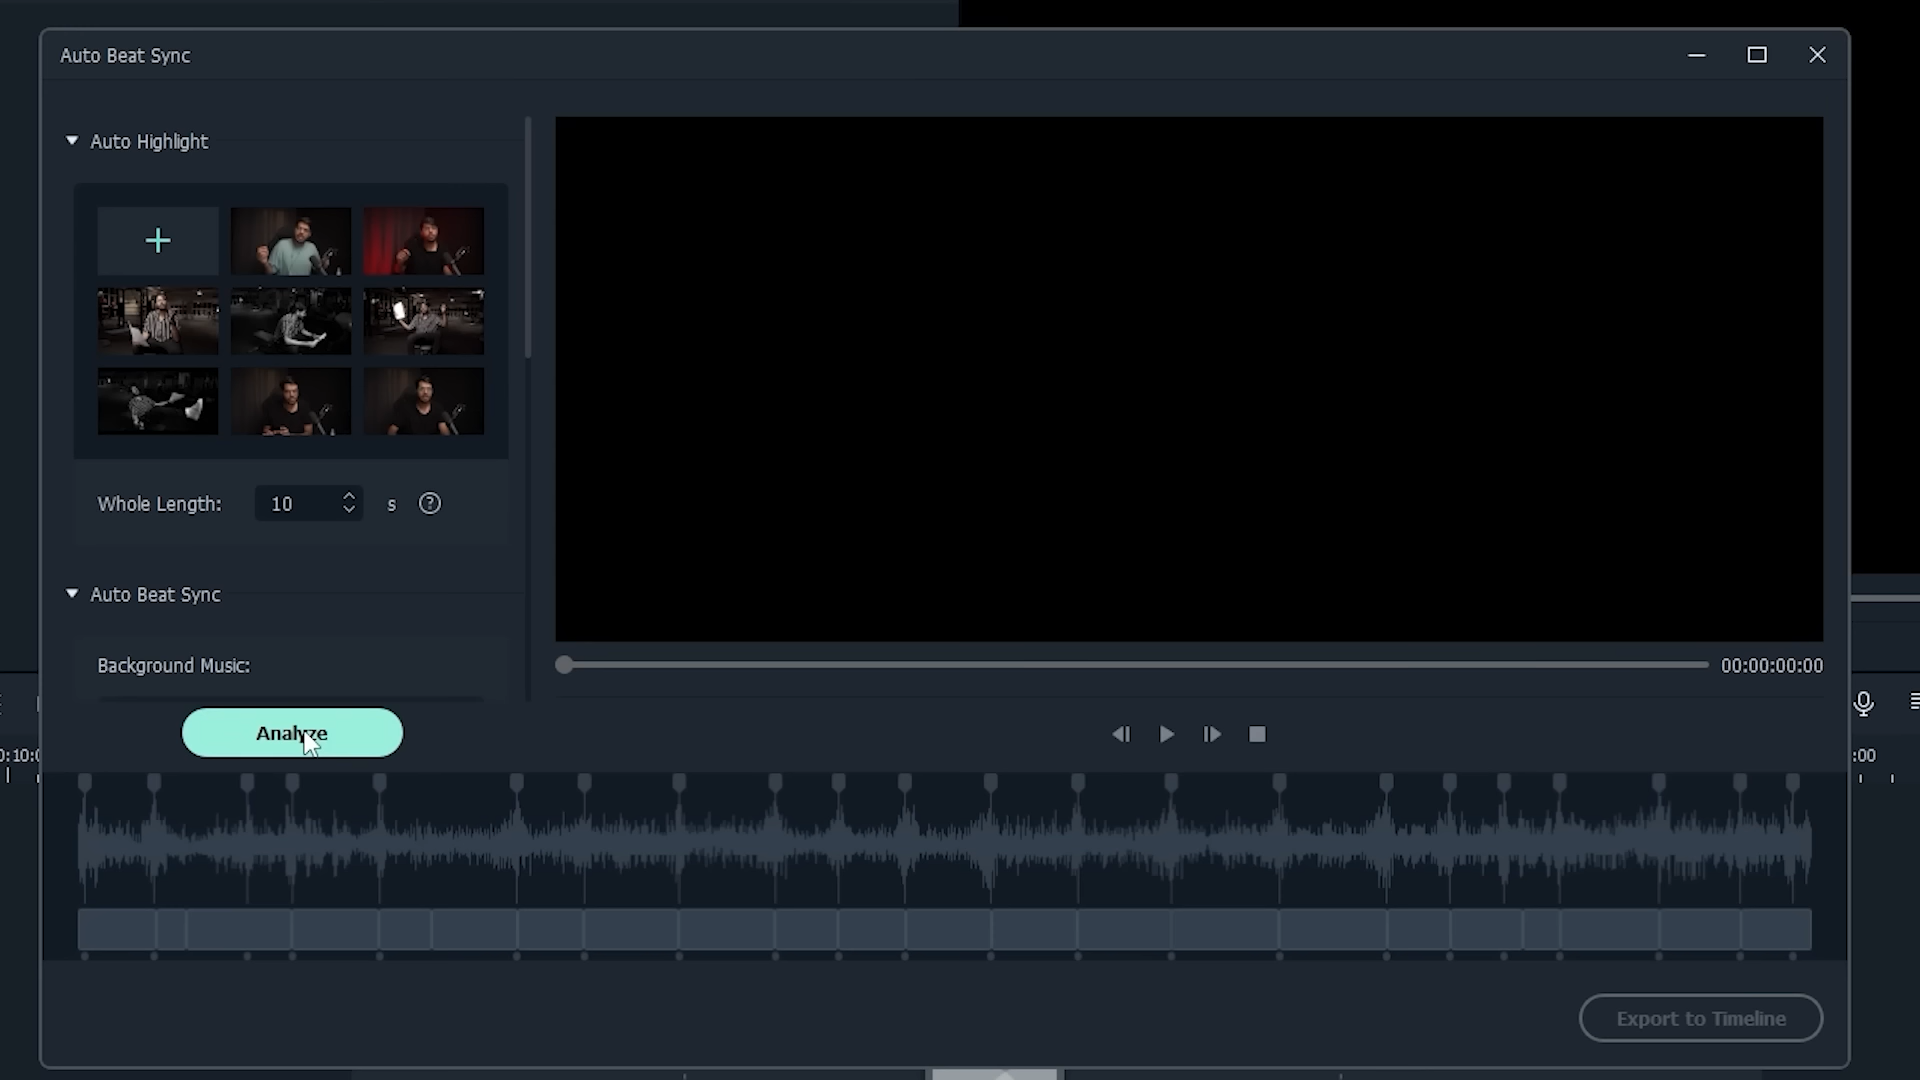 Auto Beat Sync
Auto Highlight
Whole Length: 10 s ?
Auto Beat Sync
Background Music:
00:00:00:00
Analyze
:00
Export to Timeline